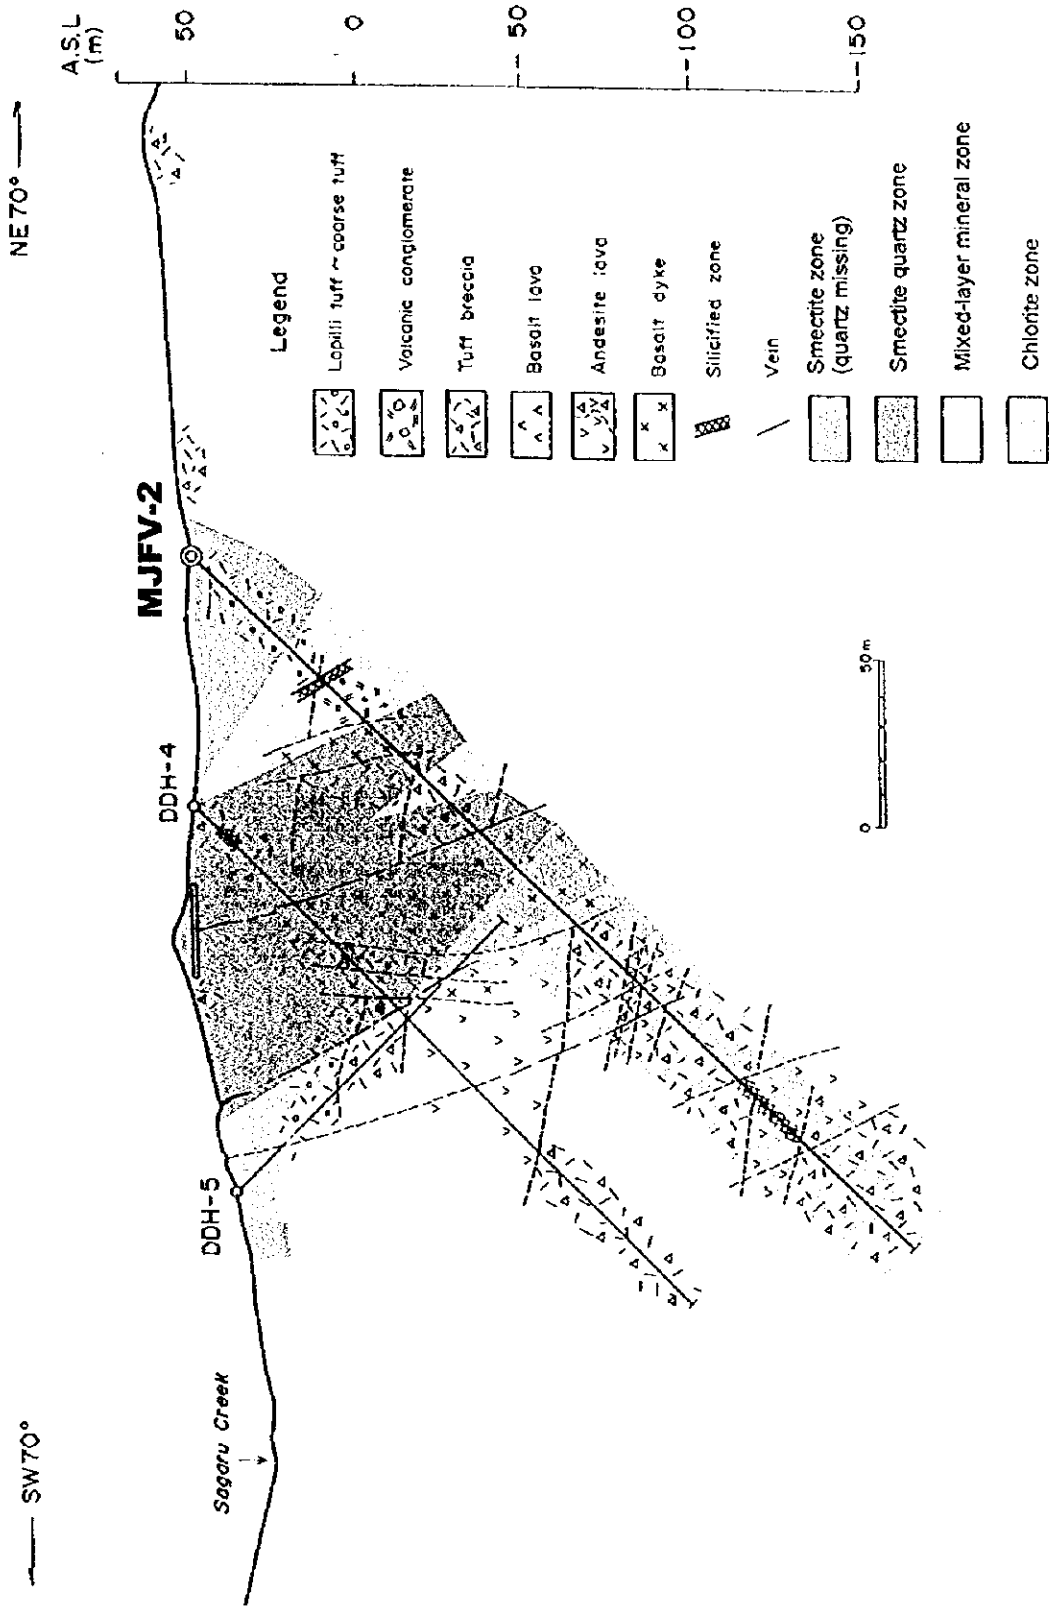 SW70°
NE70°
A.S.L
(m)
50
0
-50
-100
-150
MJFV-2
DDH-4
DDH-5
Sagaru Creek
Legend
Lapilli tuff ~ coarse tuff
Volcanic conglomerate
Tuff breccia
Basalt lava
Andesite lava
Basalt dyke
Silicified zone
Vein
Smectite zone
(quartz missing)
Smectite quartz zone
Mixed-layer mineral zone
Chlorite zone
0
50m